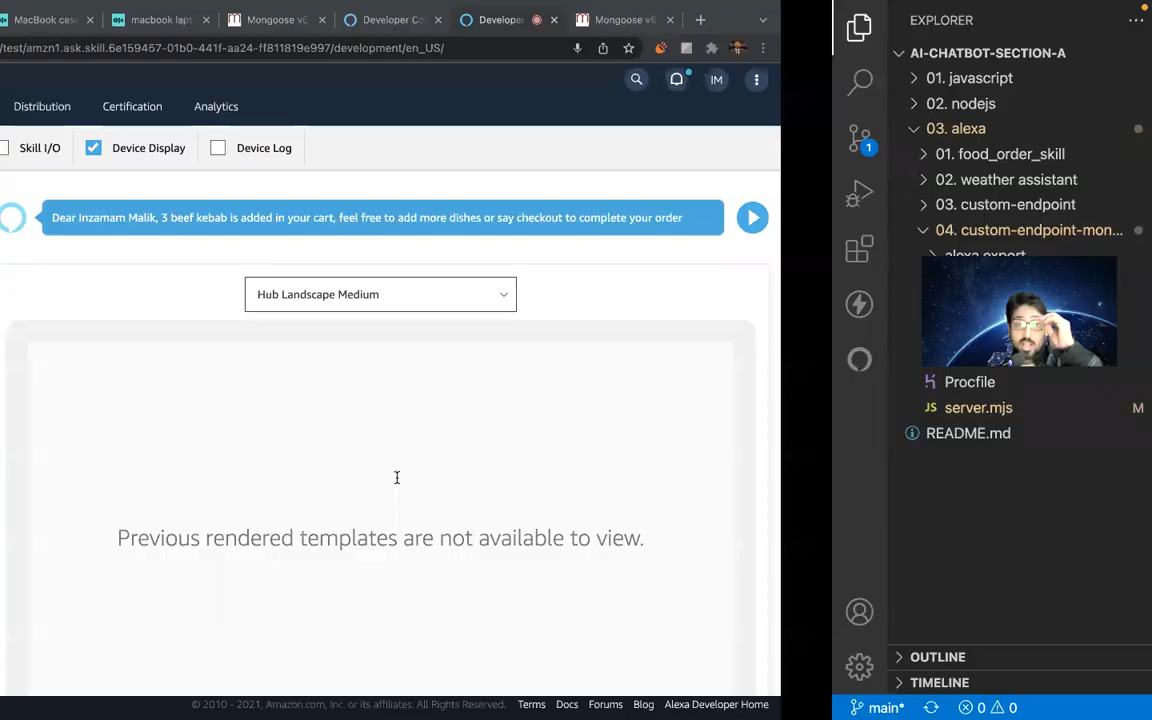 MacBook cas
macbook lapt
Mongoose v6
Developer Co
Developer
Mongoose v6
/test/amzn1.ask.skill.6e159457-01b0-441f-aa24-ff811819e997/development/en_US/
IM
Distribution
Certification
Analytics
Skill I/O
Device Display
Device Log
Dear Inzamam Malik, 3 beef kebab is added in your cart, feel free to add more dishes or say checkout to complete your order
Hub Landscape Medium
Previous rendered templates are not available to view.
© 2010 - 2021, Amazon.com, Inc. or its affiliates. All Rights Reserved.
Terms
Docs
Forums
Blog
Alexa Developer Home
EXPLORER
AI-CHATBOT-SECTION-A
01. javascript
02. nodejs
03. alexa
01. food_order_skill
02. weather assistant
03. custom-endpoint
04. custom-endpoint-mon...
alexa export
Procfile
JS server.mjs M
README.md
1
OUTLINE
TIMELINE
main* 0 0